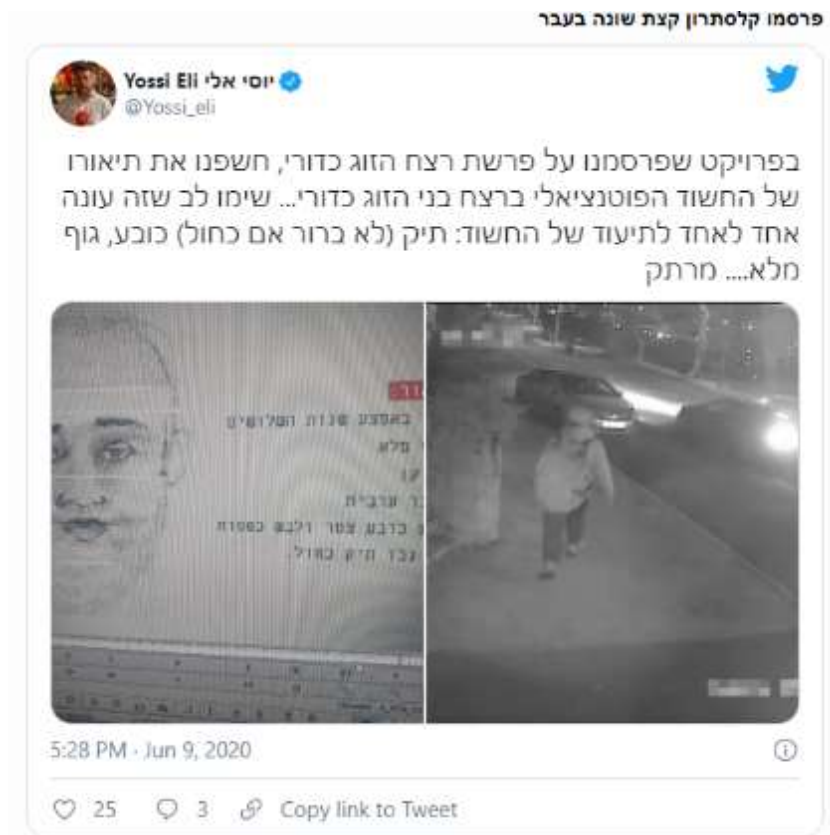 פרסמו קלסתרון קצת שונה בעבר
Yossi Eli יוסי אלי
@Yossi_eli
בפרויקט שפרסמנו על פרשת רצח הזוג כדורי, חשפנו את תיאורו
של החשוד הפוטנציאלי ברצח בני הזוג כדורי... שימו לב שזה עונה
אחד לאחד לתיעוד של החשוד: תיק (לא ברור אם כחול) כובע, גוף
מלא.... מרתק
באמצע שנות השלושים
מלא
ערבית
כובע צמר ולבש כפפות
תיק כחול.
5:28 PM · Jun 9, 2020
25 3 Copy link to Tweet